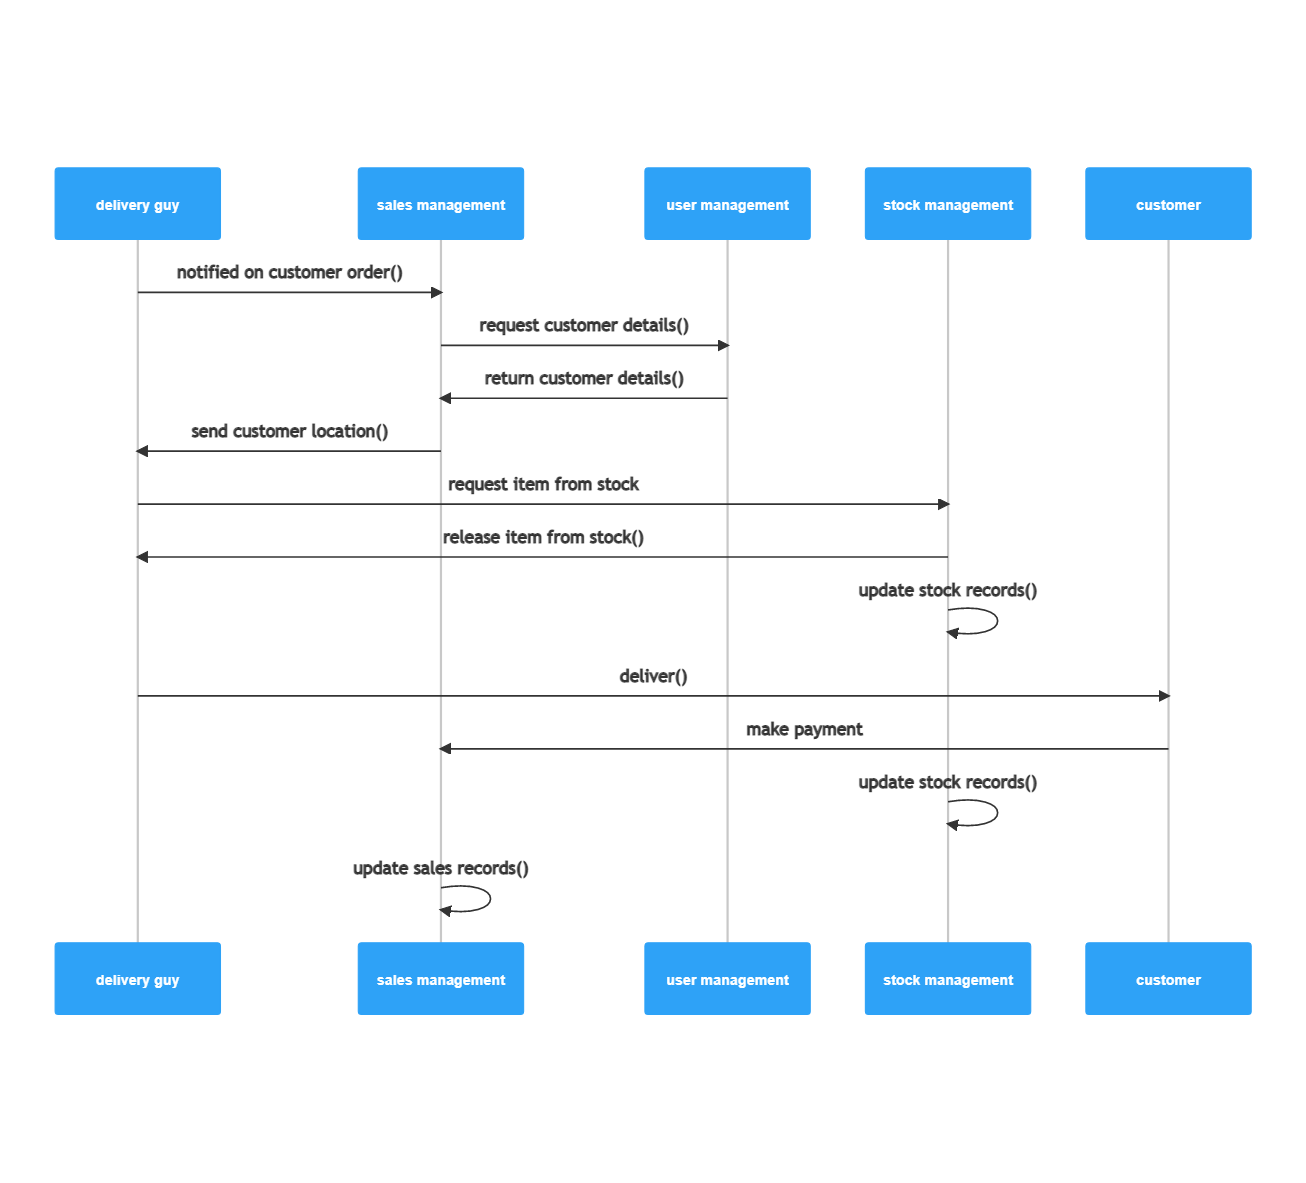 delivery guy
sales management
user management
stock management
customer
notified on customer order()
request customer details()
return customer details()
send customer location()
request item from stock
release item from stock()
update stock records()
deliver()
make payment
update stock records()
update sales records()
delivery guy
sales management
user management
stock management
customer